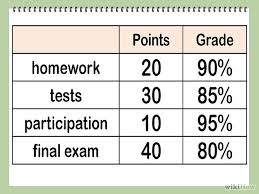 Points Grade
homework 20 90%
tests 30 85%
participation 10 95%
final exam 40 80%
wikiHow